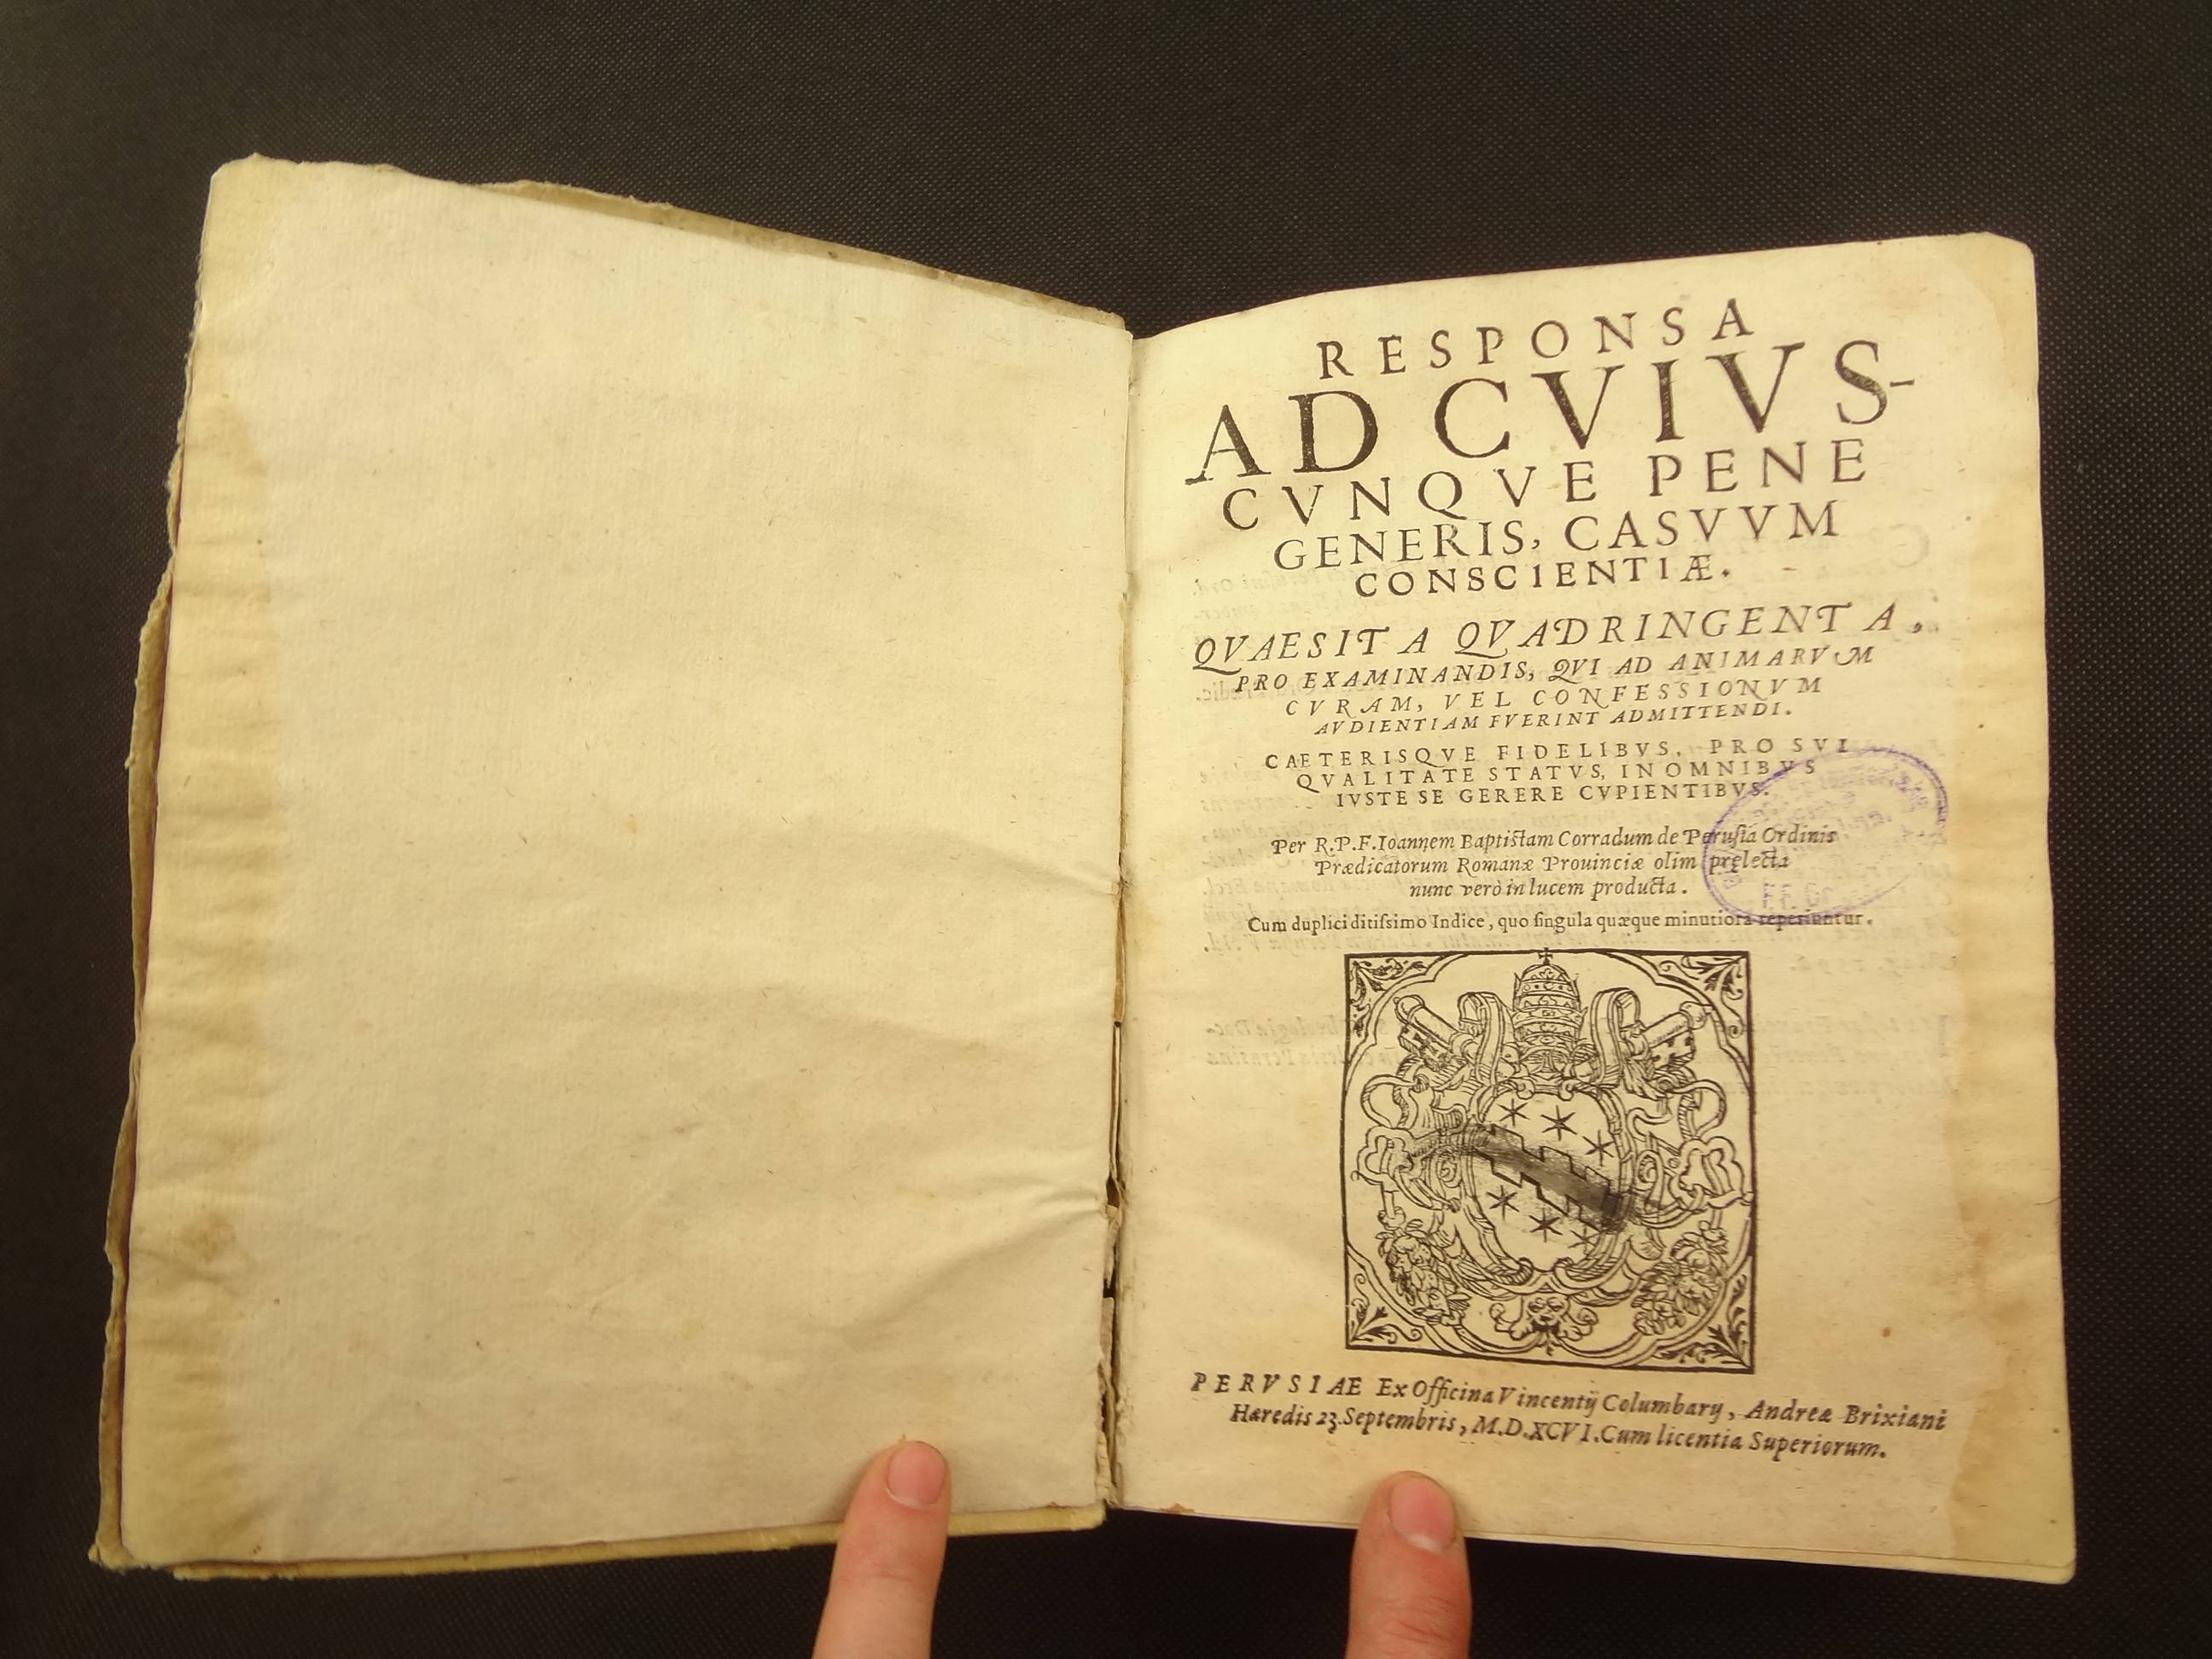 RESPONSA
AD CVIVS-
CVNQVE PENE
GENERIS, CASVVM
CONSCIENTIÆ.
QVAESITA QVADRINGENTA,
PRO EXAMINANDIS, QVI AD ANIMARVM
CVRAM, VEL CONFESSIONVM
AVDIENTIAM FVERINT ADMITTENDI.
CAETERISQVE FIDELIBVS, PRO SVI
QVALITATE STATVS, IN OMNIBVS
IVSTE SE GERERE CVPIENTIBVS.
Per R.P.F.Ioannem Baptiſtam Corradum de Peruſia Ordinis
Prædicatorum Romanæ Prouinciæ olim prelecta
nunc verò in lucem producta.
Cum duplici ditiſsimo Indice, quo ſingula quæque minutiora reperiuntur.
PERVSIAE Ex Officina Vincentij Columbarij, Andreæ Brixiani
Hæredis 23.Septembris, M.D.XCVI.Cum licentia Superiorum.